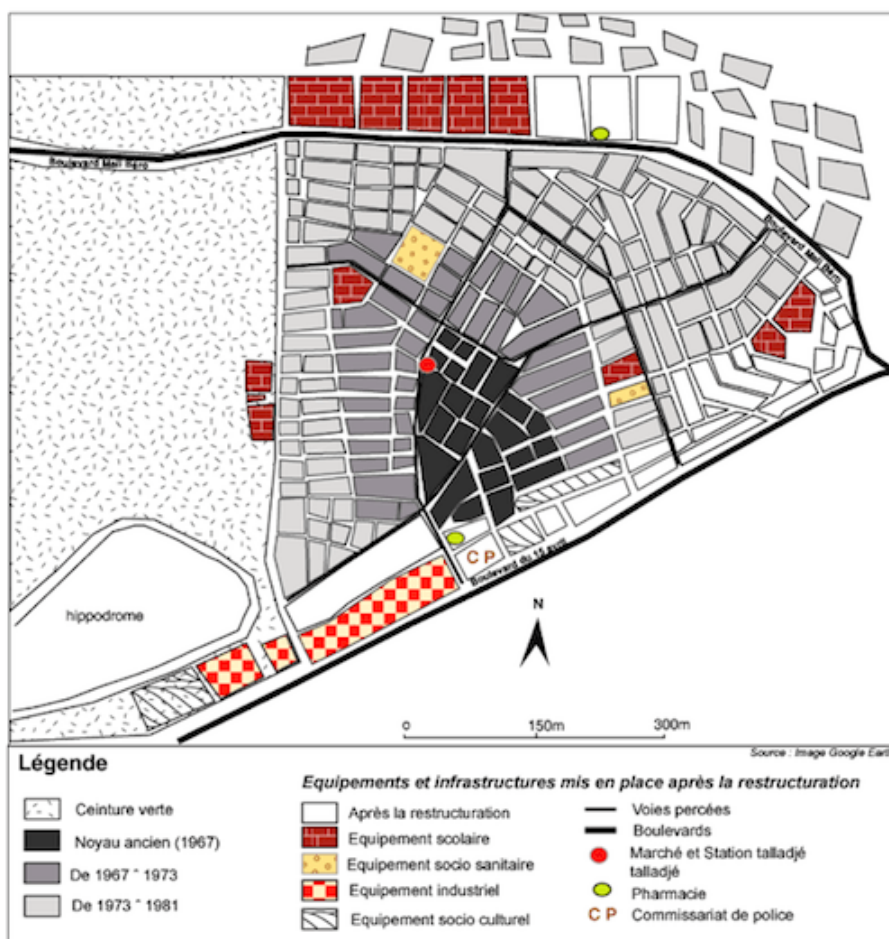 Boulevard Mali Béro
Boulevard Mali Béro
hippodrome
C P
Boulevard du 15 avril
N
0 150m 300m
Source : Image Google Eart
Légende
Ceinture verte
Noyau ancien (1967)
De 1967 ˆ 1973
De 1973 ˆ 1981
Equipements et infrastructures mis en place après la restructuration
Après la restructuration
Equipement scolaire
Equipement socio sanitaire
Equipement industriel
Equipement socio culturel
Voies percées
Boulevards
Marché et Station talladjé
talladjé
Pharmacie
C P Commissariat de police